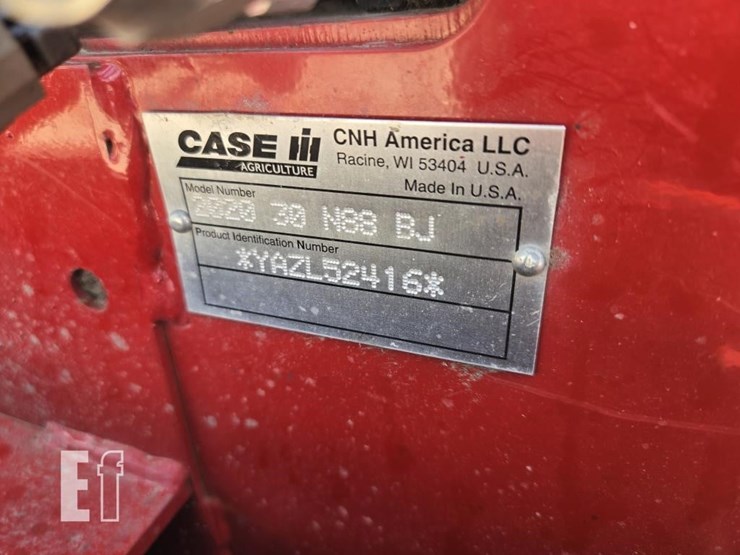 CASE IH
AGRICULTURE
CNH America LLC
Racine, WI 53404 U.S.A.
Made In U.S.A.
Model Number
2020 30 N88 BJ
Product Identification Number
*YAZL52416*
Ef